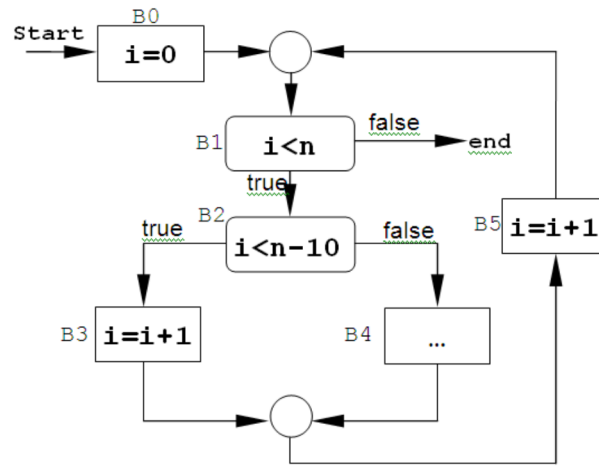 B0
Start
i=0
false
B1
i<n
end
true
B2
true
false
B5
i<n-10
i=i+1
B3
i=i+1
B4
...